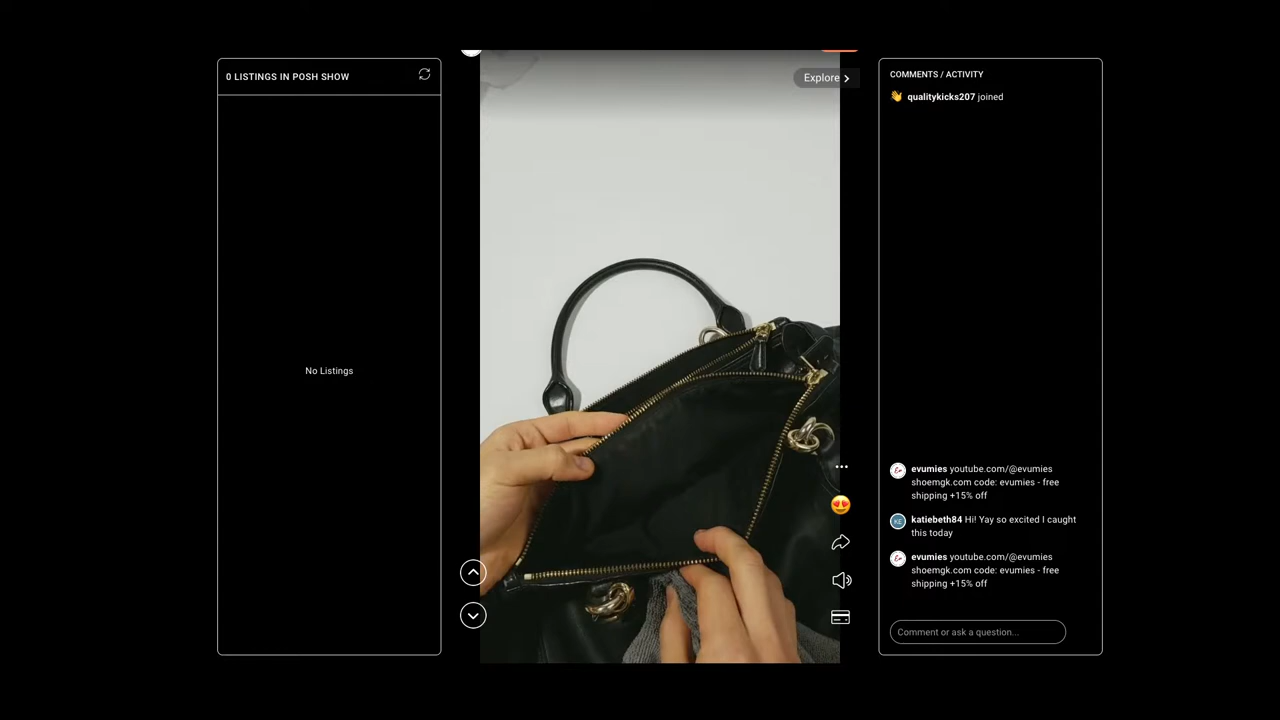 0 LISTINGS IN POSH SHOW
No Listings
Explore
COMMENTS / ACTIVITY
qualitykicks207 joined
evumies youtube.com/@evumies
shoemgk.com code: evumies - free
shipping +15% off
KE
katiebeth84 Hi! Yay so excited I caught
this today
evumies youtube.com/@evumies
shoemgk.com code: evumies - free
shipping +15% off
Comment or ask a question...